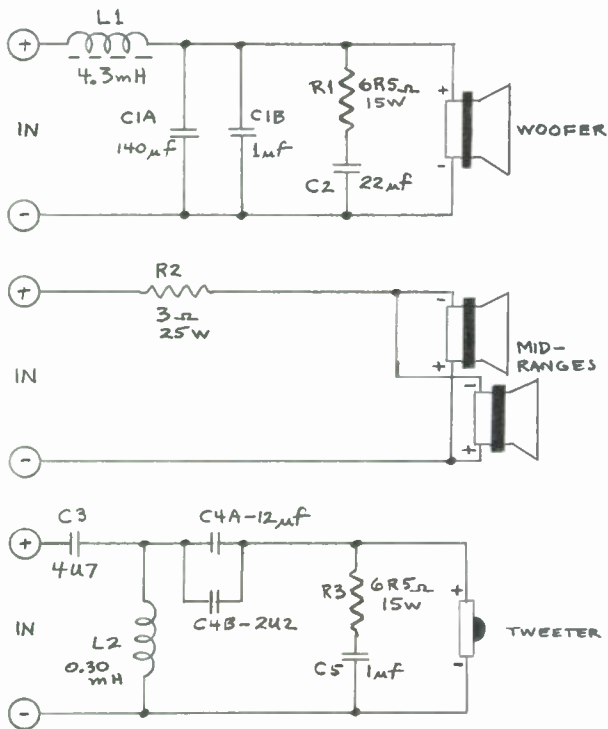 L1
+
4.3mH
IN
C1A
140µf
C1B
1µf
R1
6R5Ω
15W
C2
22µf
+
-
WOOFER
-
+
R2
3Ω
25W
IN
-
+
MID-
RANGES
-
+
-
C3
C4A-12µf
+
4U7
C4B-2U2
IN
L2
0.30
mH
R3
6R5Ω
15W
C5
1µf
+
-
TWEETER
-